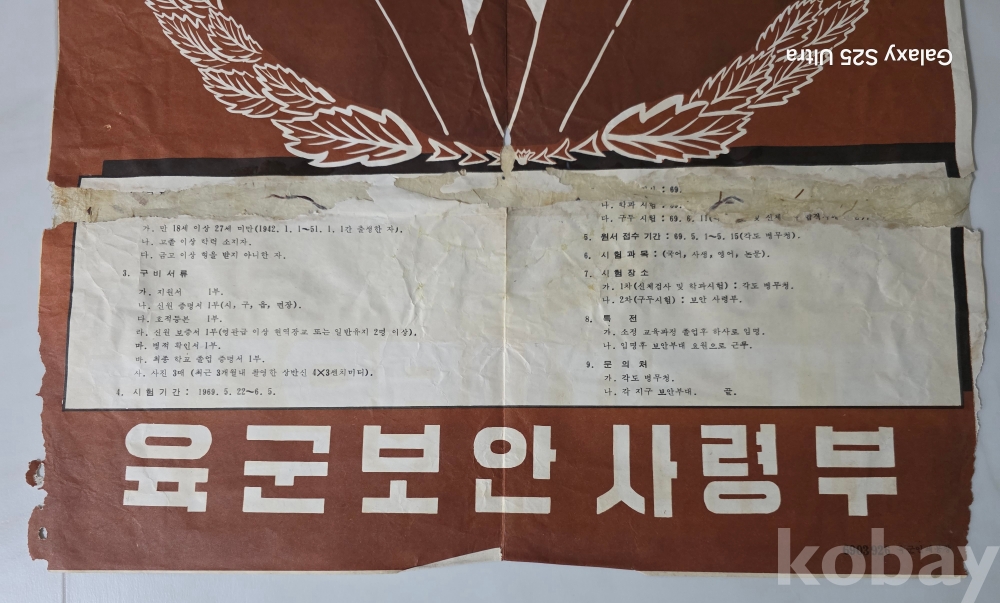 Galaxy S25 Ultra
가. 만 18세 이상 27세 미만(1942. 1. 1~51. 1. 1간 출생한 자).
나. 고졸 이상 학력 소지자.
다. 금고 이상 형을 받지 아니한 자.
3. 구비서류
가. 지원서 1부.
나. 신원 증명서 1부(시, 구, 읍, 면장).
다. 호적등본 1부.
라. 신원 보증서 1부(영관급 이상 현역장교 또는 일반유지 2명 이상).
마. 병적 확인서 1부.
바. 최종 학교 졸업 증명서 1부.
사. 사진 3매 (최근 3개월내 촬영한 상반신 4×3센치미터).
4. 시험기간 : 1969. 5. 22~6. 5.
: 69.
나. 학과 시험 :
다. 구두 시험 : 69. 6.
5. 원서 접수 기간 : 69. 5. 1~5. 15(각도 병무청).
6. 시험과목 : (국어, 사생, 영어, 논문).
7. 시험장소
가. 1차(신체검사 및 학과시험) : 각도 병무청.
나. 2차(구두시험) : 보안 사령부.
8. 특 전
가. 소정 교육과정 졸업후 하사로 임명.
나. 임명후 보안부대 요원으로 근무.
9. 문의처
가. 각도 병무청.
나. 각 지구 보안부대. 끝.
육군보안사령부
kobay